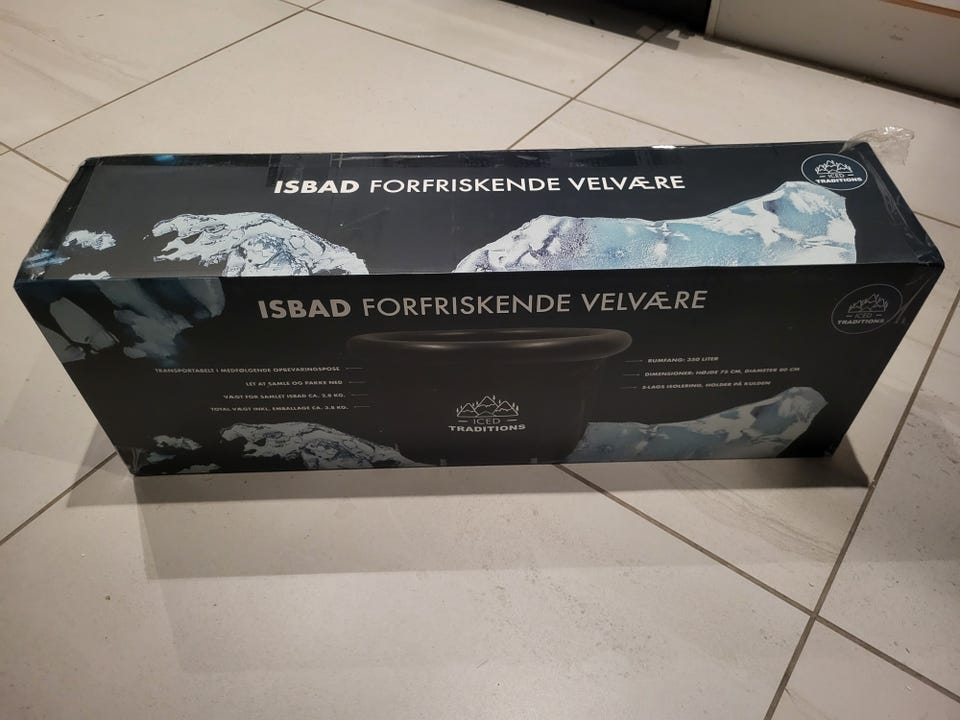 ISBAD FORFRISKENDE VELVÆRE
ICED
TRADITIONS
ISBAD FORFRISKENDE VELVÆRE
ICED
TRADITIONS
TRANSPORTABELT I MEDFØLGENDE OPBEVARINGSPOSE
LET AT SAMLE OG PAKKE NED
VÆGT FOR SAMLET ISBAD CA. 2.8 KG.
TOTAL VÆGT INKL. EMBALLAGE CA. 3.8 KG.
RUMFANG: 350 LITER
DIMENSIONER: HØJDE 75 CM, DIAMETER 80 CM
5-LAGS ISOLERING, HOLDER PÅ KULDEN
ICED
TRADITIONS